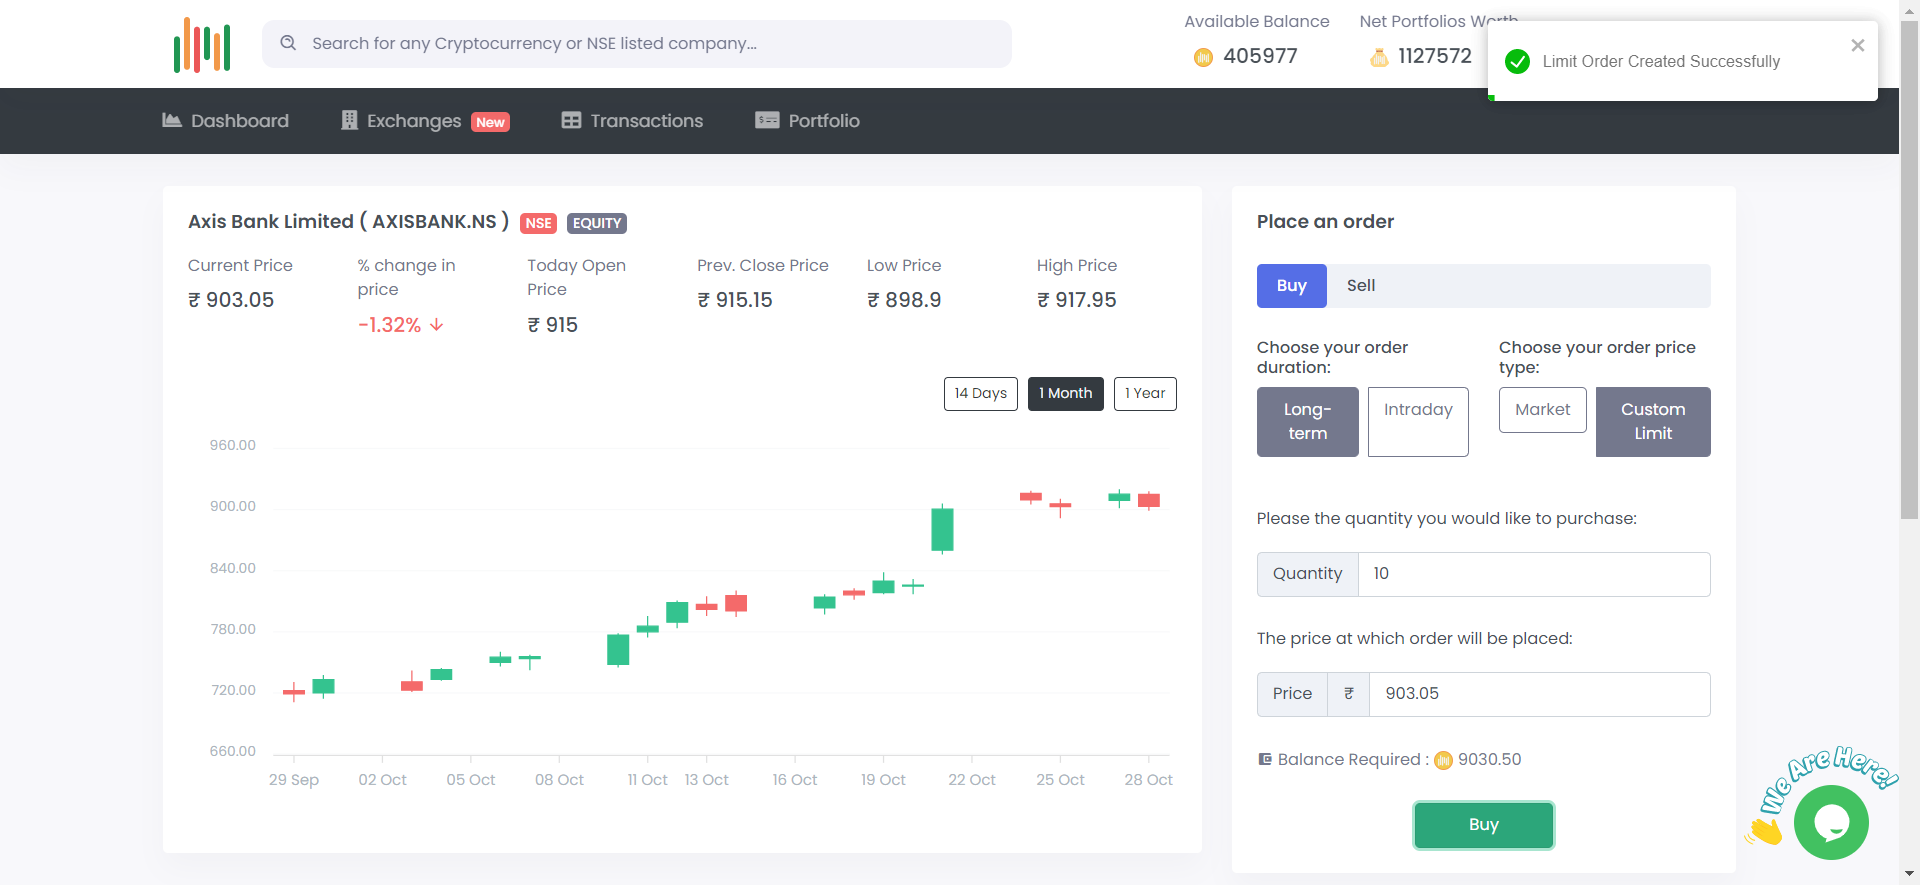 Search for any Cryptocurrency or NSE listed company...
Available Balance
405977
Net Portfolios Worth
1127572
Limit Order Created Successfully
Dashboard
Exchanges New
Transactions
Portfolio
Axis Bank Limited ( AXISBANK.NS ) NSE EQUITY
Current Price
₹ 903.05
% change in
price
-1.32%
Today Open
Price
₹ 915
Prev. Close Price
₹ 915.15
Low Price
₹ 898.9
High Price
₹ 917.95
14 Days
1 Month
1 Year
960.00
900.00
840.00
780.00
720.00
660.00
29 Sep
02 Oct
05 Oct
08 Oct
11 Oct
13 Oct
16 Oct
19 Oct
22 Oct
25 Oct
28 Oct
Place an order
Buy
Sell
Choose your order
duration:
Long-
term
Intraday
Choose your order price
type:
Market
Custom
Limit
Please the quantity you would like to purchase:
Quantity
10
The price at which order will be placed:
Price ₹ 903.05
Balance Required : 9030.50
Buy
We Are Here!